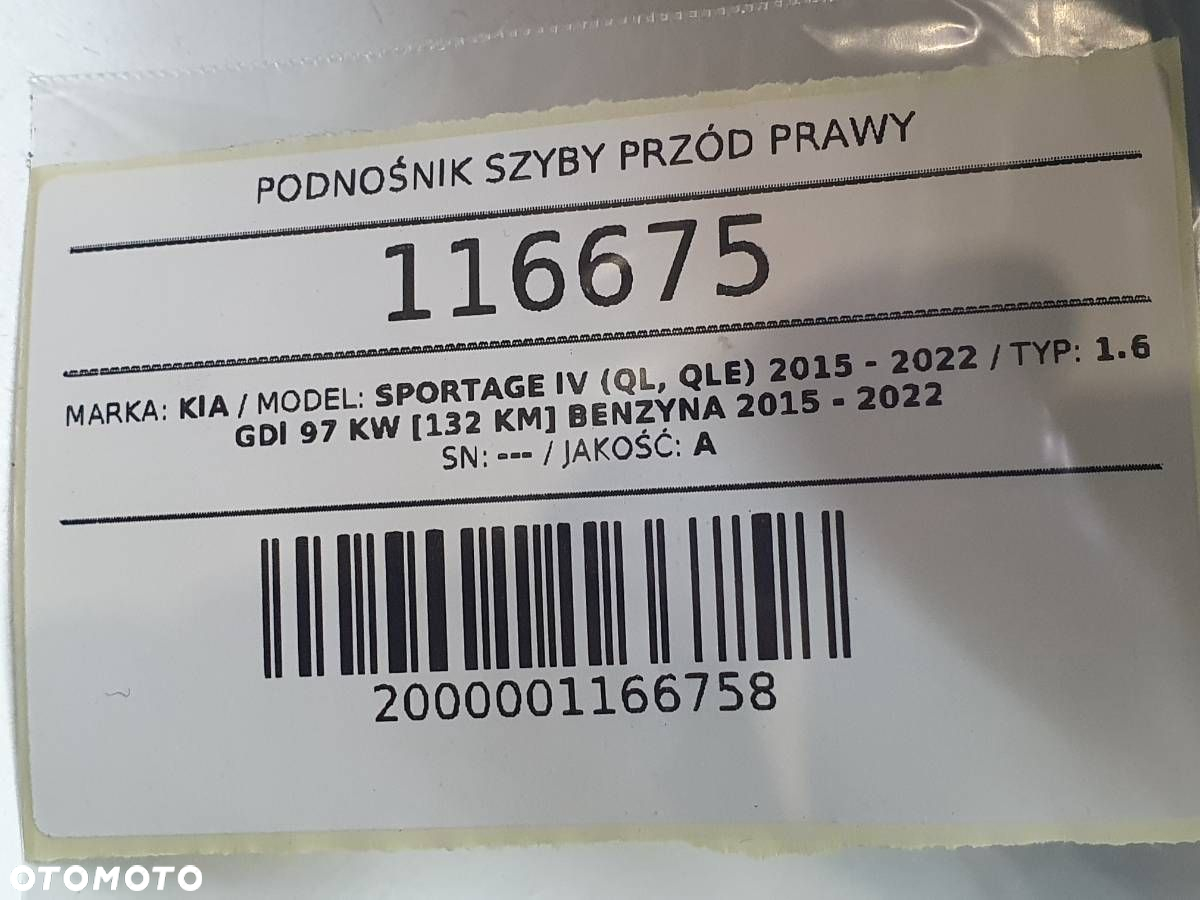 PODNOŚNIK SZYBY PRZÓD PRAWY
116675
MARKA: KIA / MODEL: SPORTAGE IV (QL, QLE) 2015 - 2022 / TYP: 1.6
GDI 97 KW [132 KM] BENZYNA 2015 - 2022
SN: --- / JAKOŚĆ: A
2000001166758
OTOMOTO